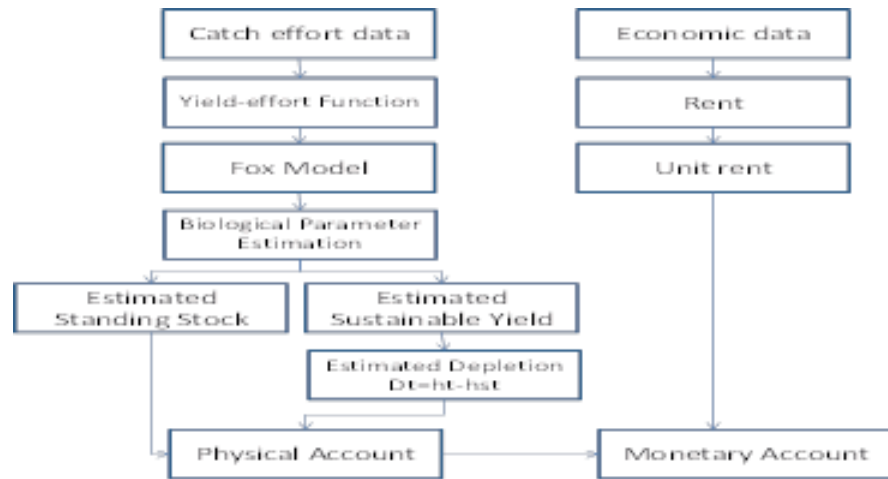 Catch effort data
Economic data
Yield-effort Function
Rent
Fox Model
Unit rent
Biological Parameter
Estimation
Estimated
Standing Stock
Estimated
Sustainable Yield
Estimated Depletion
Dt=ht-hst
Physical Account
Monetary Account